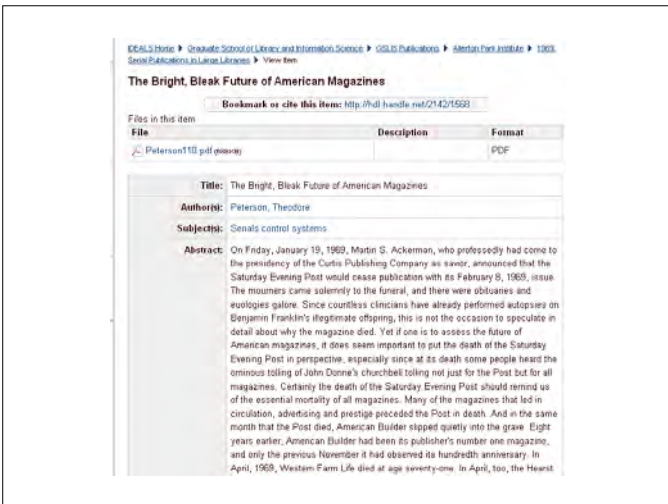 IDEALS Home ▶ Graduate School of Library and Information Science ▶ GSLIS Publications ▶ Allerton Park Institute ▶ 1969:
Serial Publications in Large Libraries ▶ View Item
The Bright, Bleak Future of American Magazines
Bookmark or cite this item: http://hdl.handle.net/2142/1568
Files in this item
File Description Format
Peterson110.pdf PDF
Title: The Bright, Bleak Future of American Magazines
Author(s): Peterson, Theodore
Subject(s): Serials control systems
Abstract: On Friday, January 19, 1969, Martin S. Ackerman, who professedly had come to
the presidency of the Curtis Publishing Company as savor, announced that the
Saturday Evening Post would cease publication with its February 8, 1969, issue.
The mourners came solemnly to the funeral, and there were obituaries and
euologies galore. Since countless clinicians have already performed autopsies on
Benjamin Franklin's illegitimate offspring, this is not the occasion to speculate in
detail about why the magazine died. Yet if one is to assess the future of
American magazines, it does seem important to put the death of the Saturday
Evening Post in perspective, especially since at its death some people heard the
ominous tolling of John Donne's churchbell tolling not just for the Post but for all
magazines. Certainly the death of the Saturday Evening Post should remind us
of the essential mortality of all magazines. Many of the magazines that led in
circulation, advertising and prestige preceded the Post in death. And in the same
month that the Post died, American Builder slipped quietly into the grave. Eight
years earlier, American Builder had been its publisher's number one magazine,
and only the previous November it had observed its hundredth anniversary. In
April, 1969, Western Farm Life died at age seventy-one. In April, too, the Hearst